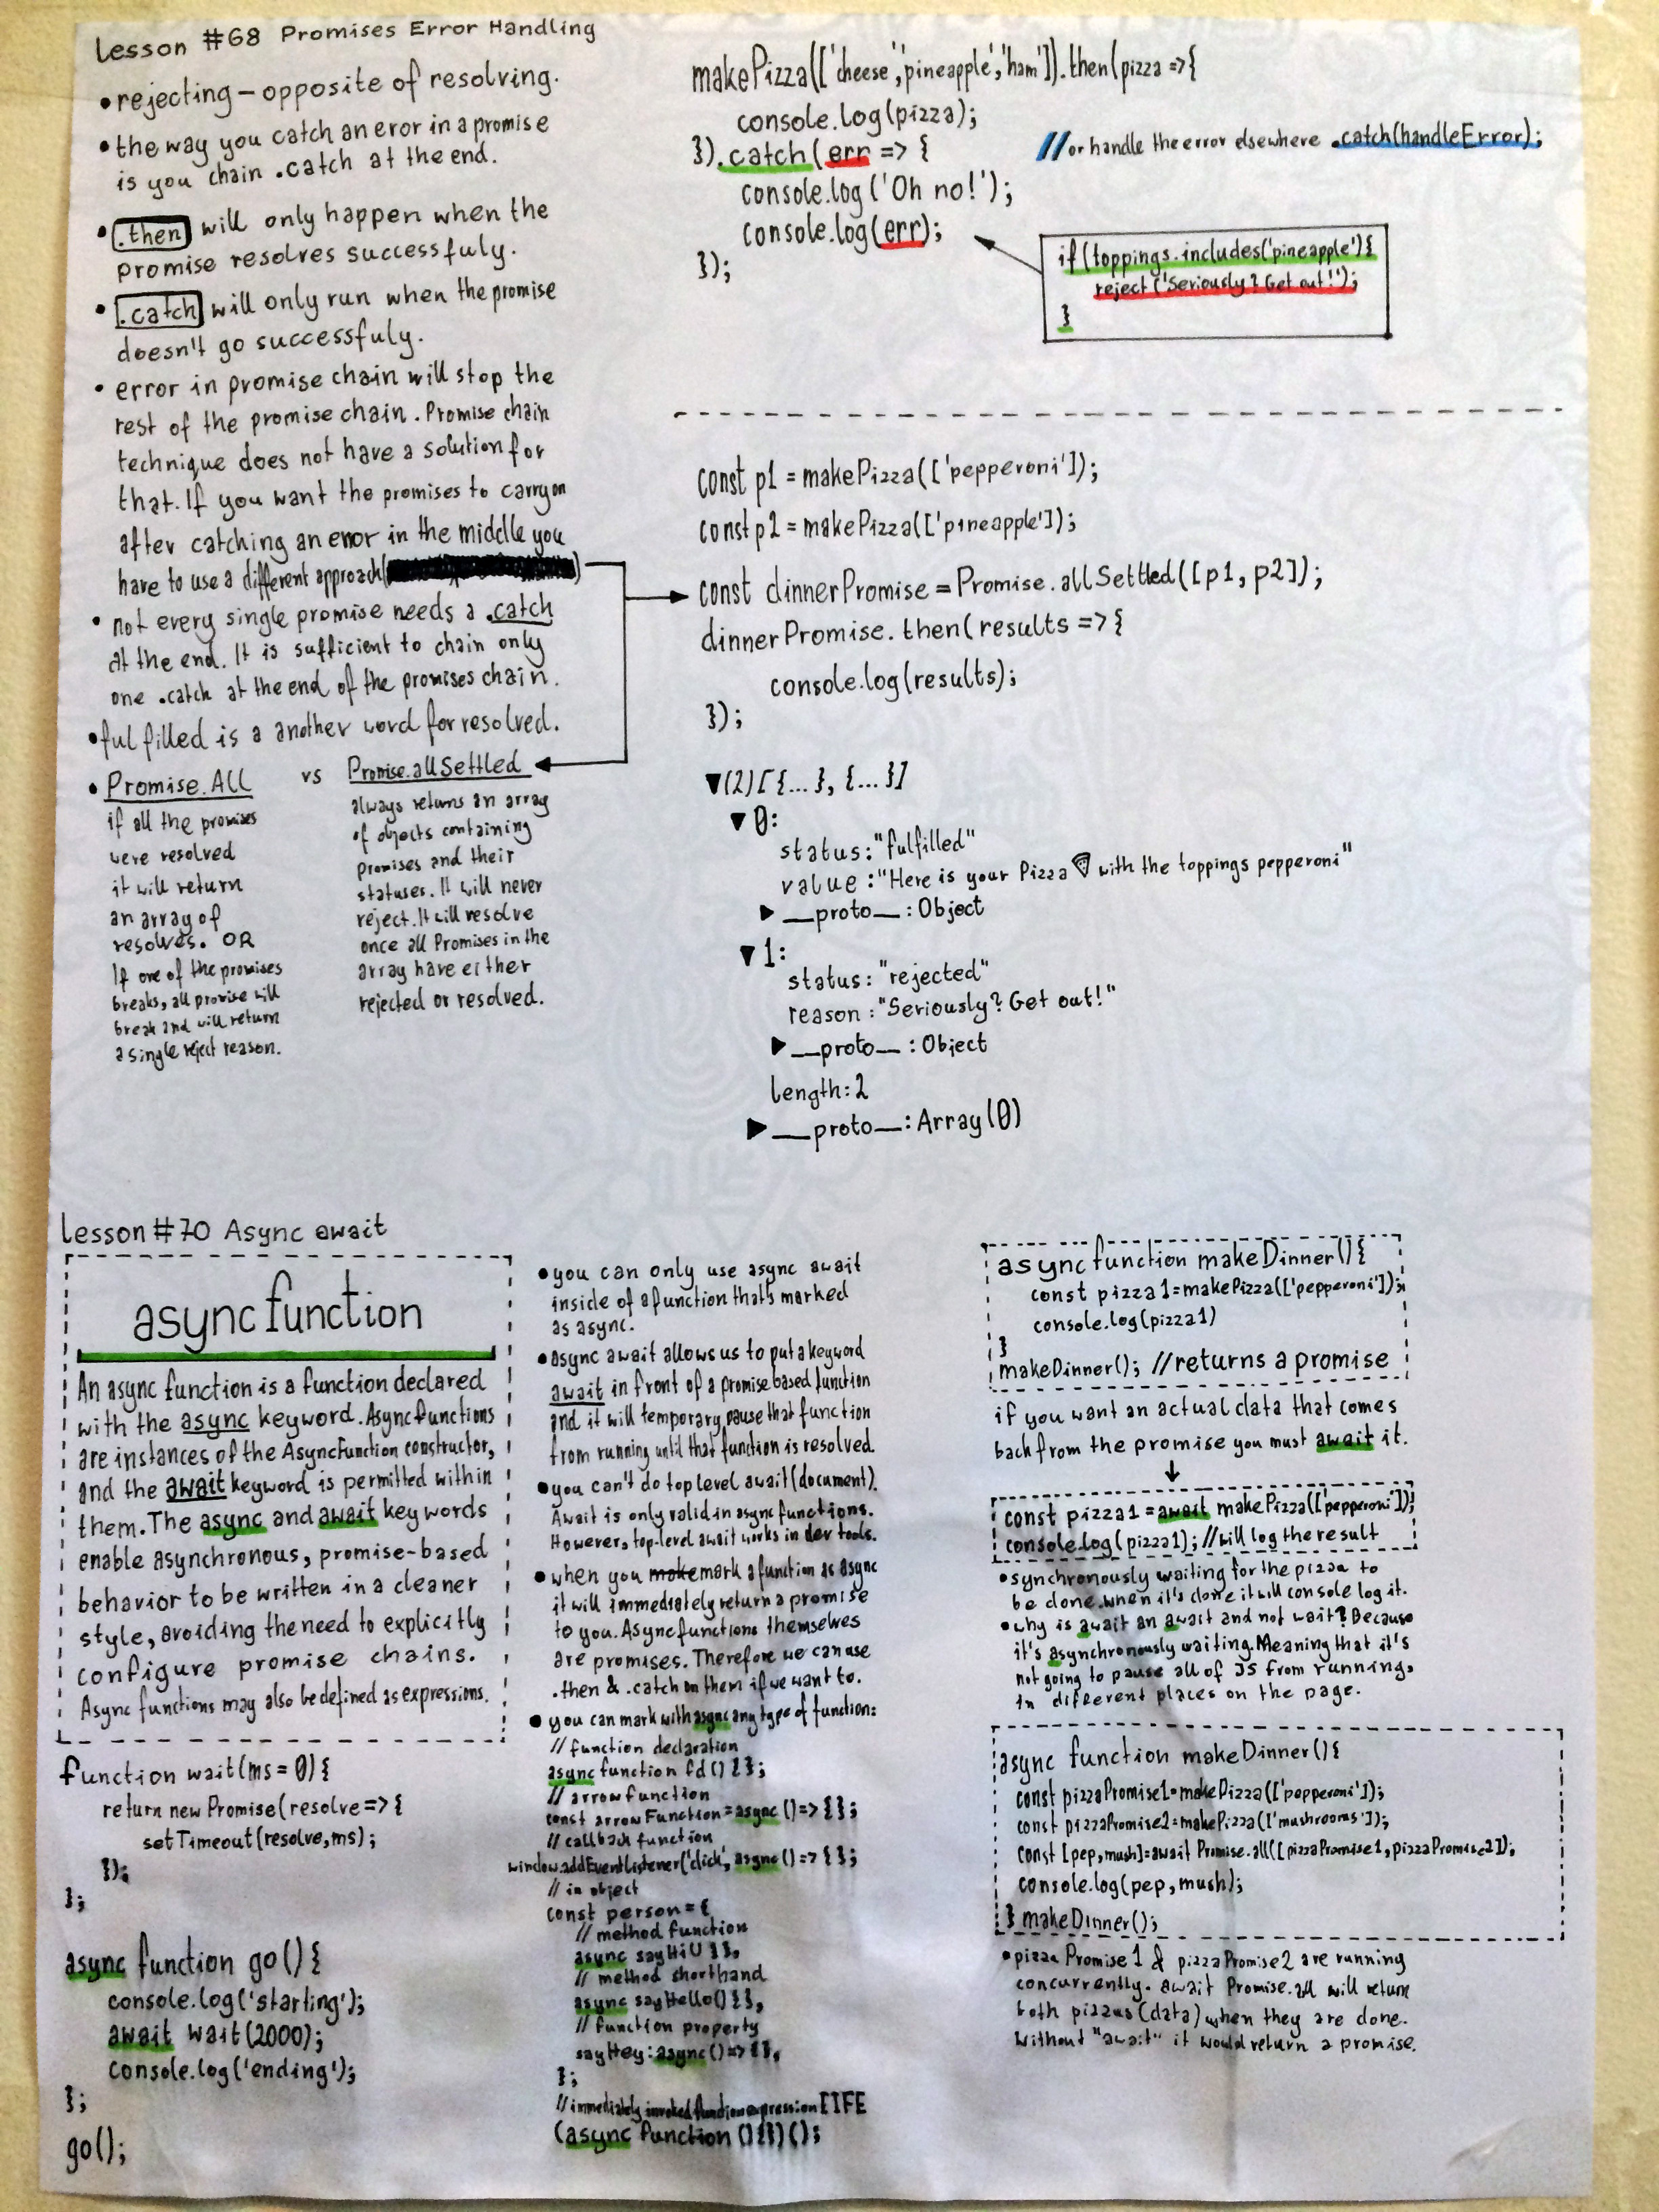 Lesson #68 Promises Error Handling
• rejecting – opposite of resolving.
• the way you catch an eror in a promise
is you chain .catch at the end.
• .then will only happen when the
promise resolves successfuly.
• .catch will only run when the promise
doesn't go successfuly.
• error in promise chain will stop the
rest of the promise chain. Promise chain
technique does not have a solution for
that. If you want the promises to carry on
after catching an error in the middle you
have to use a different approach( )
• not every single promise needs a .catch
at the end. It is sufficient to chain only
one .catch at the end of the promises chain.
• fulfilled is a another word for resolved.
• Promise.All vs Promise.allSettled
if all the promises
were resolved
it will return
an array of
resolves. OR
If one of the promises
breaks, all promise will
break and will return
a single reject reason.
always returns an array
of objects containing
promises and their
statuses. It will never
reject. It will resolve
once all Promises in the
array have either
rejected or resolved.
makePizza(['cheese','pineapple','ham']).then(pizza => {
console.log(pizza);
}).catch(err => {
// or handle the error elsewhere .catch(handleError);
console.log('Oh no!');
console.log(err);
});
if(toppings.includes('pineapple'){
reject('Seriously? Get out!');
}
const p1 = makePizza(['pepperoni']);
const p2 = makePizza(['pineapple']);
const dinnerPromise = Promise.allSettled([p1, p2]);
dinnerPromise.then(results => {
console.log(results);
});
▼(2)[{…}, {…}]
▼0:
status: "fulfilled"
value: "Here is your Pizza 🍕 with the toppings pepperoni"
▶ __proto__: Object
▼1:
status: "rejected"
reason: "Seriously? Get out!"
▶ __proto__: Object
length: 2
▶ __proto__: Array(0)
Lesson #70 Async await
async function
An async function is a function declared
with the async keyword. Async functions
are instances of the AsyncFunction constructor,
and the await keyword is permitted within
them. The async and await keywords
enable asynchronous, promise-based
behavior to be written in a cleaner
style, avoiding the need to explicitly
configure promise chains.
Async functions may also be defined as expressions.
function wait(ms = 0){
return new Promise(resolve => {
setTimeout(resolve, ms);
});
};
async function go(){
console.log('starting');
await wait(2000);
console.log('ending');
};
go();
• you can only use async await
inside of a function that's marked
as async.
• async await allows us to put a keyword
await in front of a promise based function
and it will temporary pause that function
from running until that function is resolved.
• you can't do top level await (document).
Await is only valid in async functions.
However, top-level await works in dev tools.
• when you make mark a function as async
it will immediately return a promise
to you. Async functions themselves
are promises. Therefore we can use
.then & .catch on them if we want to.
• you can mark with async any type of function:
// function declaration
async function fd(){};
// arrow function
const arrowFunction = async () => {};
// callback function
window.addEventListener('click', async () => {});
// in object
const person = {
// method function
async sayHi(){},
// method shorthand
async sayHello(){},
// function property
sayHey: async () => {},
};
// immediately invoked function expression IIFE
(async function (){})();
async function makeDinner(){
const pizza1 = makePizza(['pepperoni']);
console.log(pizza1)
}
makeDinner(); // returns a promise
if you want an actual data that comes
back from the promise you must await it.
↓
const pizza1 = await makePizza(['pepperoni']);
console.log(pizza1); // will log the result
• synchronously waiting for the pizza to
be done. when it's done it will console log it.
• why is await an await and not wait? Because
it's asynchronously waiting. Meaning that it's
not going to pause all of JS from running,
in different places on the page.
async function makeDinner(){
const pizzaPromise1 = makePizza(['pepperoni']);
const pizzaPromise2 = makePizza(['mushrooms']);
const [pep, mush] = await Promise.all([pizzaPromise1, pizzaPromise2]);
console.log(pep, mush);
} makeDinner();
• pizzaPromise1 & pizzaPromise2 are running
concurrently. await Promise.all will return
both pizzas (data) when they are done.
Without "await" it would return a promise.